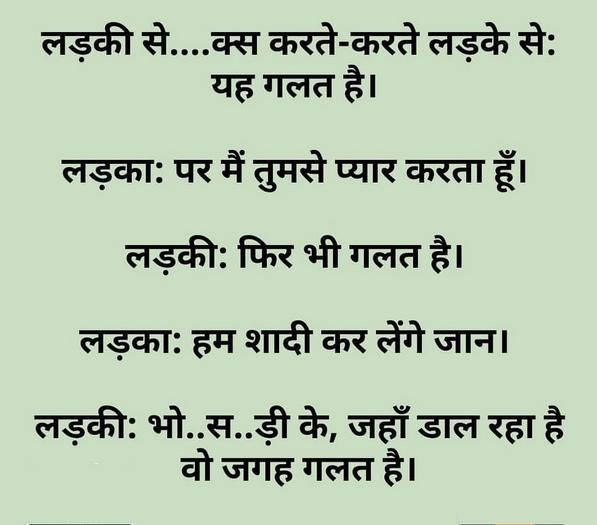 लड़की से....क्स करते-करते लड़के से:
यह गलत है।
लड़का: पर मैं तुमसे प्यार करता हूँ।
लड़की: फिर भी गलत है।
लड़का: हम शादी कर लेंगे जान।
लड़की: भो..स..ड़ी के, जहाँ डाल रहा है
वो जगह गलत है।